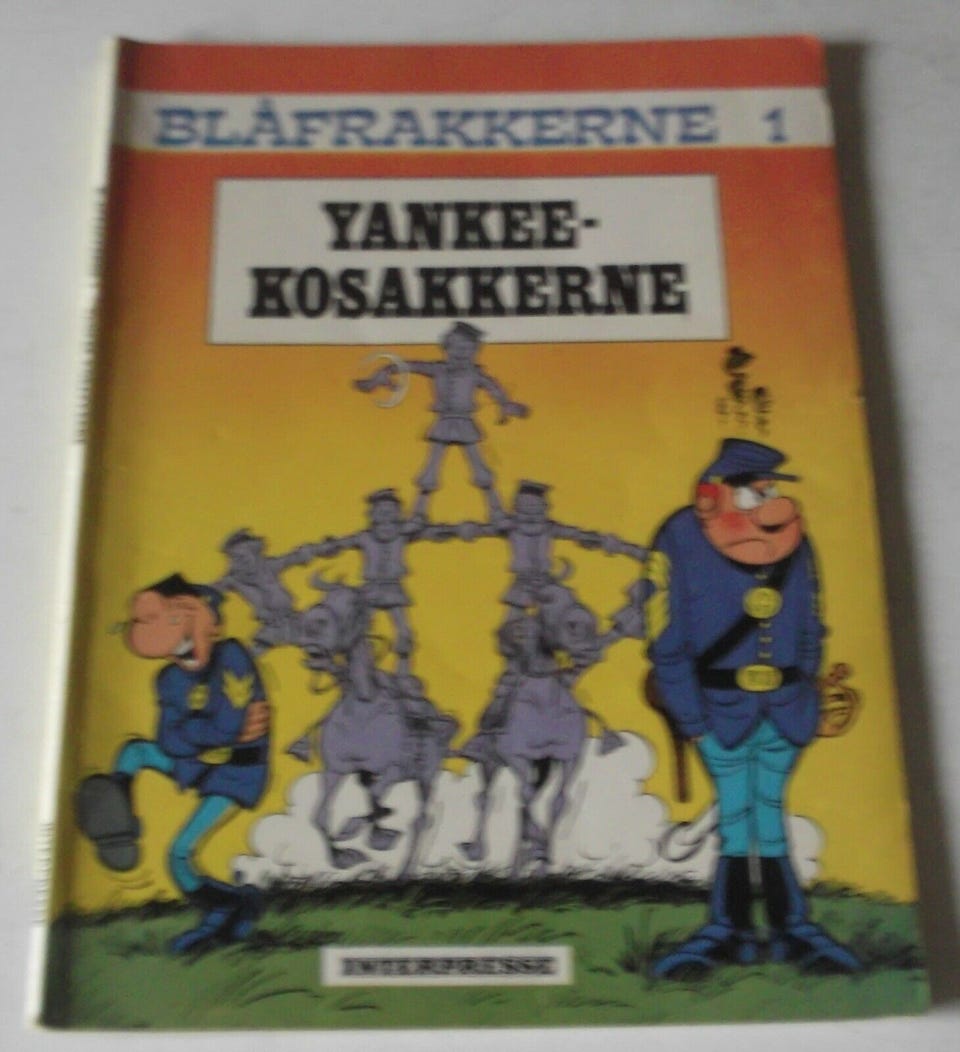 BLÅFRAKKERNE 1
YANKEE-
KOSAKKERNE
INTERPRESSE